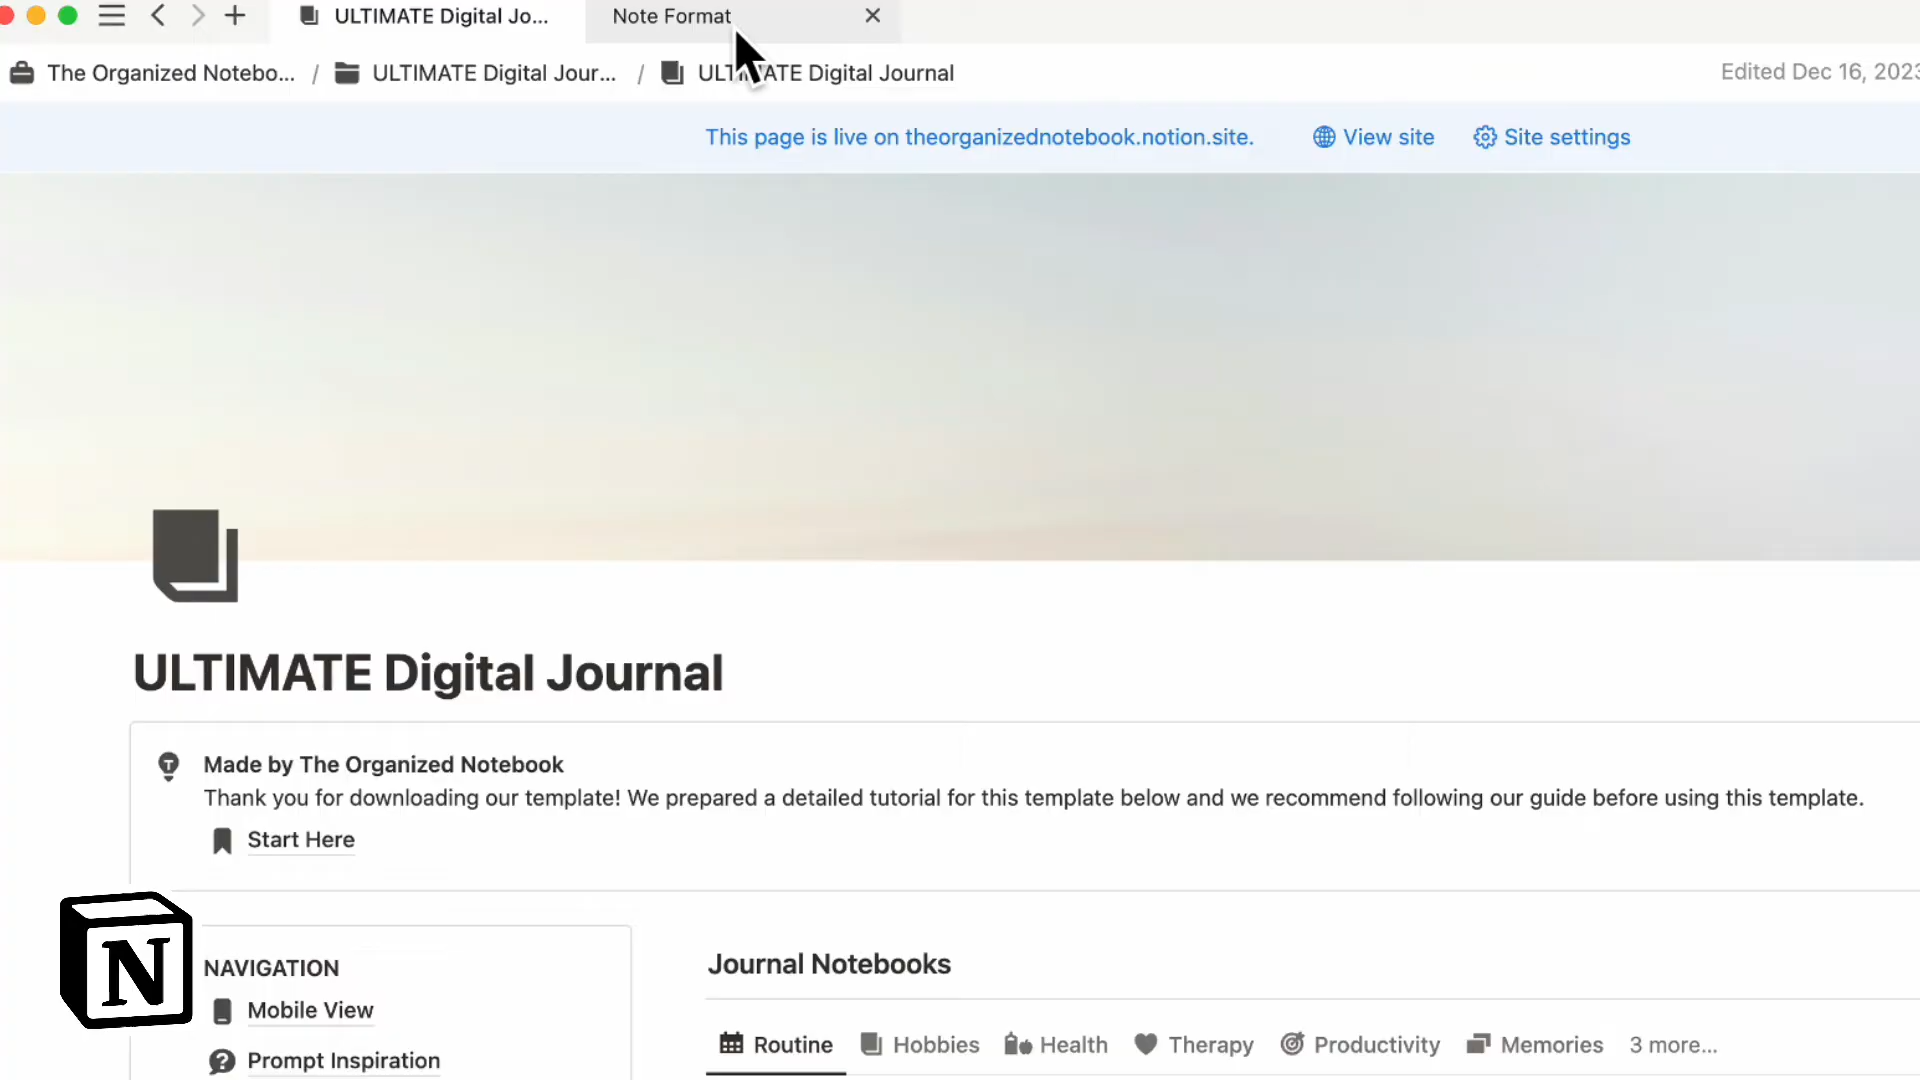 ULTIMATE Digital Jo...
Note Format
The Organized Notebo... / ULTIMATE Digital Jour... / ULTIMATE Digital Journal
Edited Dec 16, 2023
This page is live on theorganizednotebook.notion.site.
View site
Site settings
ULTIMATE Digital Journal
Made by The Organized Notebook
Thank you for downloading our template! We prepared a detailed tutorial for this template below and we recommend following our guide before using this template.
Start Here
N
NAVIGATION
Mobile View
Prompt Inspiration
Journal Notebooks
Routine Hobbies Health Therapy Productivity Memories 3 more...